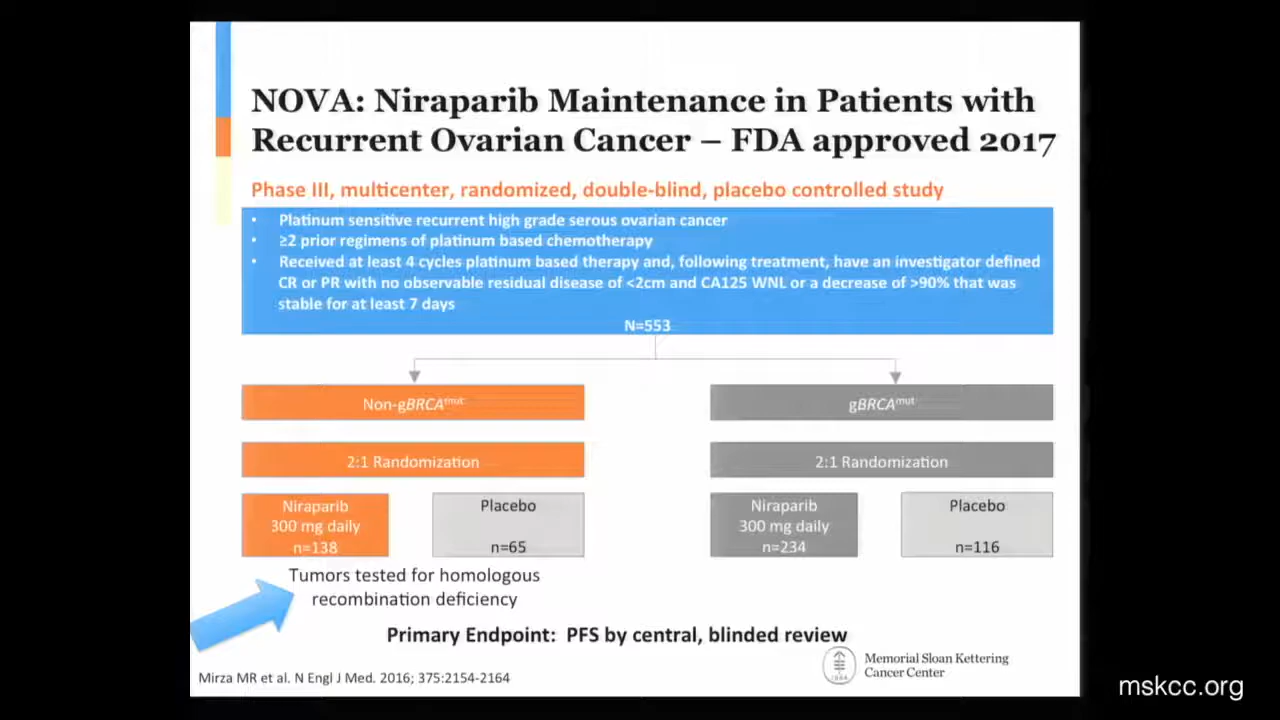 NOVA: Niraparib Maintenance in Patients with
Recurrent Ovarian Cancer – FDA approved 2017
Phase III, multicenter, randomized, double-blind, placebo controlled study
• Platinum sensitive recurrent high grade serous ovarian cancer
• ≥2 prior regimens of platinum based chemotherapy
• Received at least 4 cycles platinum based therapy and, following treatment, have an investigator defined
CR or PR with no observable residual disease of <2cm and CA125 WNL or a decrease of >90% that was
stable for at least 7 days
N=553
Non-gBRCAmut
gBRCAmut
2:1 Randomization
2:1 Randomization
Niraparib
300 mg daily
n=138
Placebo
n=65
Niraparib
300 mg daily
n=234
Placebo
n=116
Tumors tested for homologous
recombination deficiency
Primary Endpoint: PFS by central, blinded review
Memorial Sloan Kettering
Cancer Center
Mirza MR et al. N Engl J Med. 2016; 375:2154-2164
mskcc.org